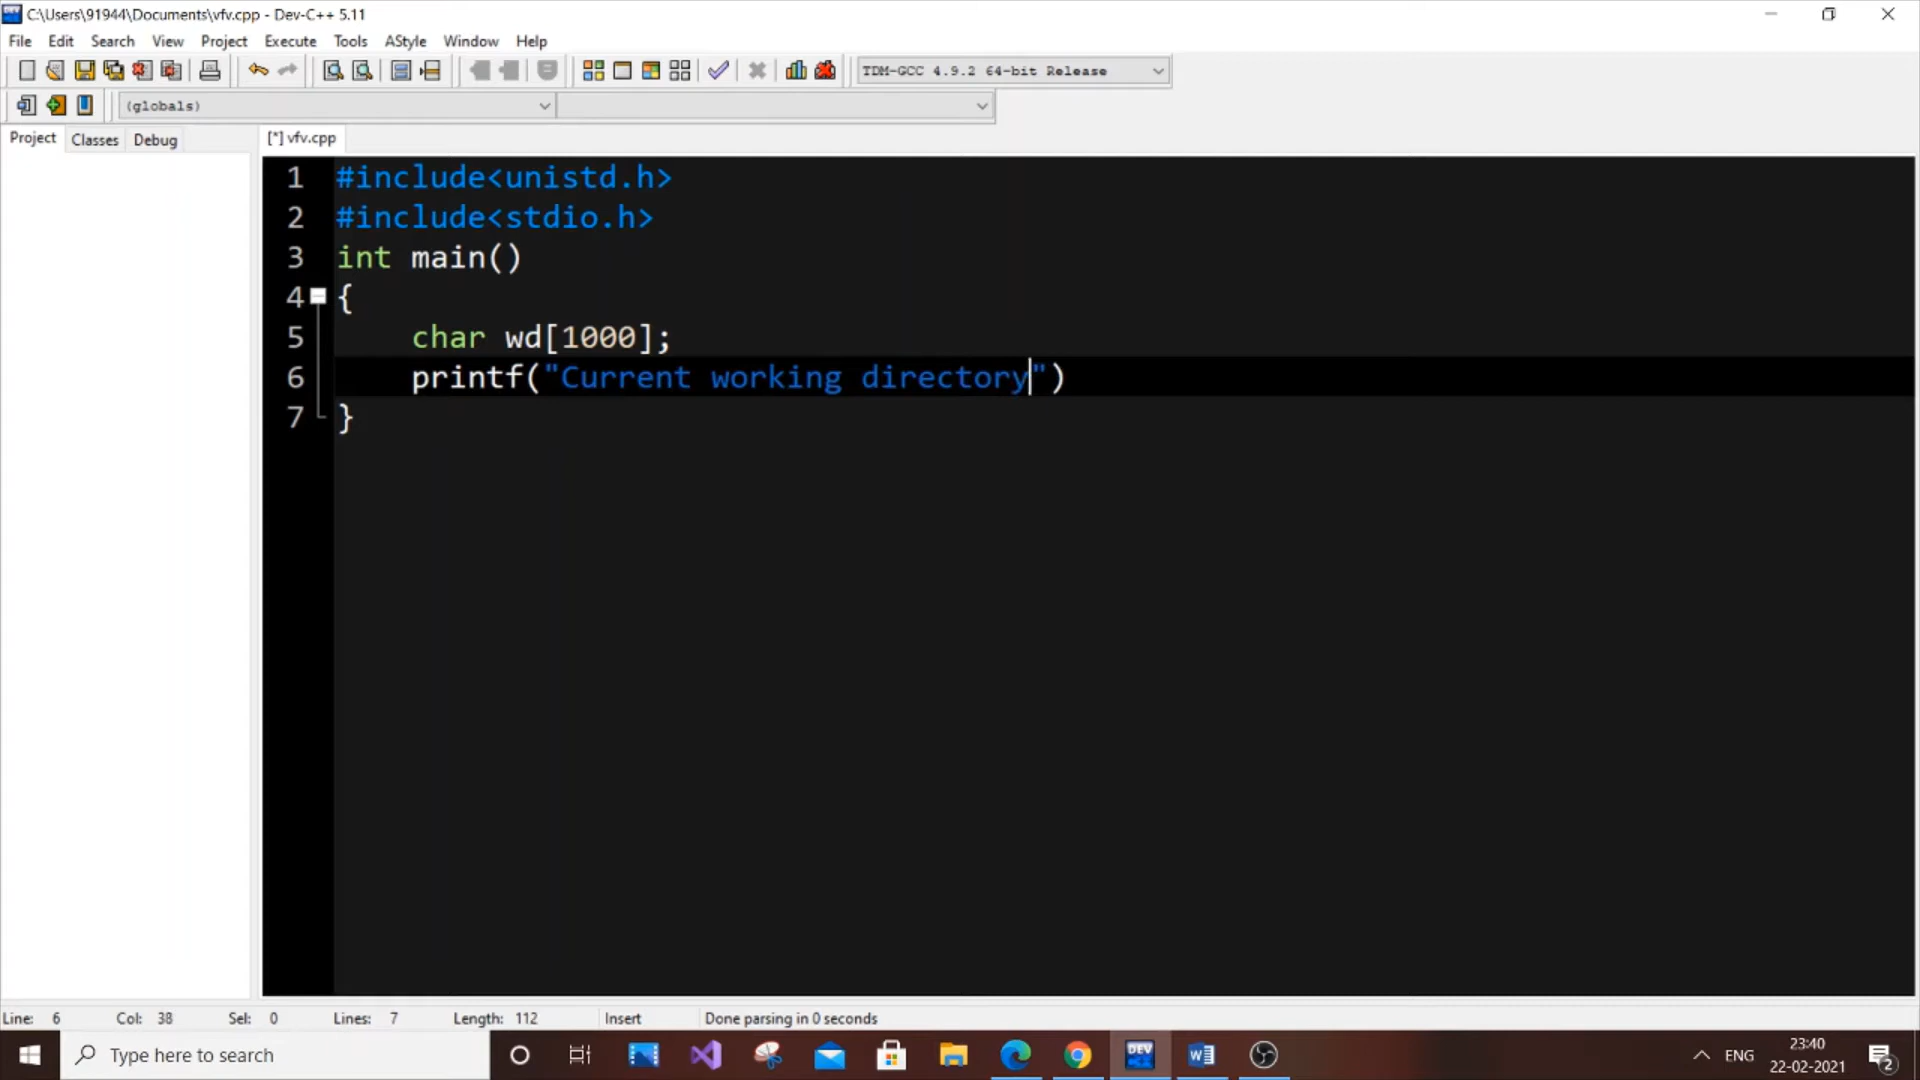 C:\Users\91944\Documents\vfv.cpp - Dev-C++ 5.11
File Edit Search View Project Execute Tools AStyle Window Help
TDM-GCC 4.9.2 64-bit Release
(globals)
Project Classes Debug
[*] vfv.cpp
1 #include<unistd.h>
2 #include<stdio.h>
3 int main()
4 {
5 char wd[1000];
6 printf("Current working directory")
7 }
Line: 6 Col: 38 Sel: 0 Lines: 7 Length: 112 Insert Done parsing in 0 seconds
Type here to search
DEV
ENG
23:40
22-02-2021
2